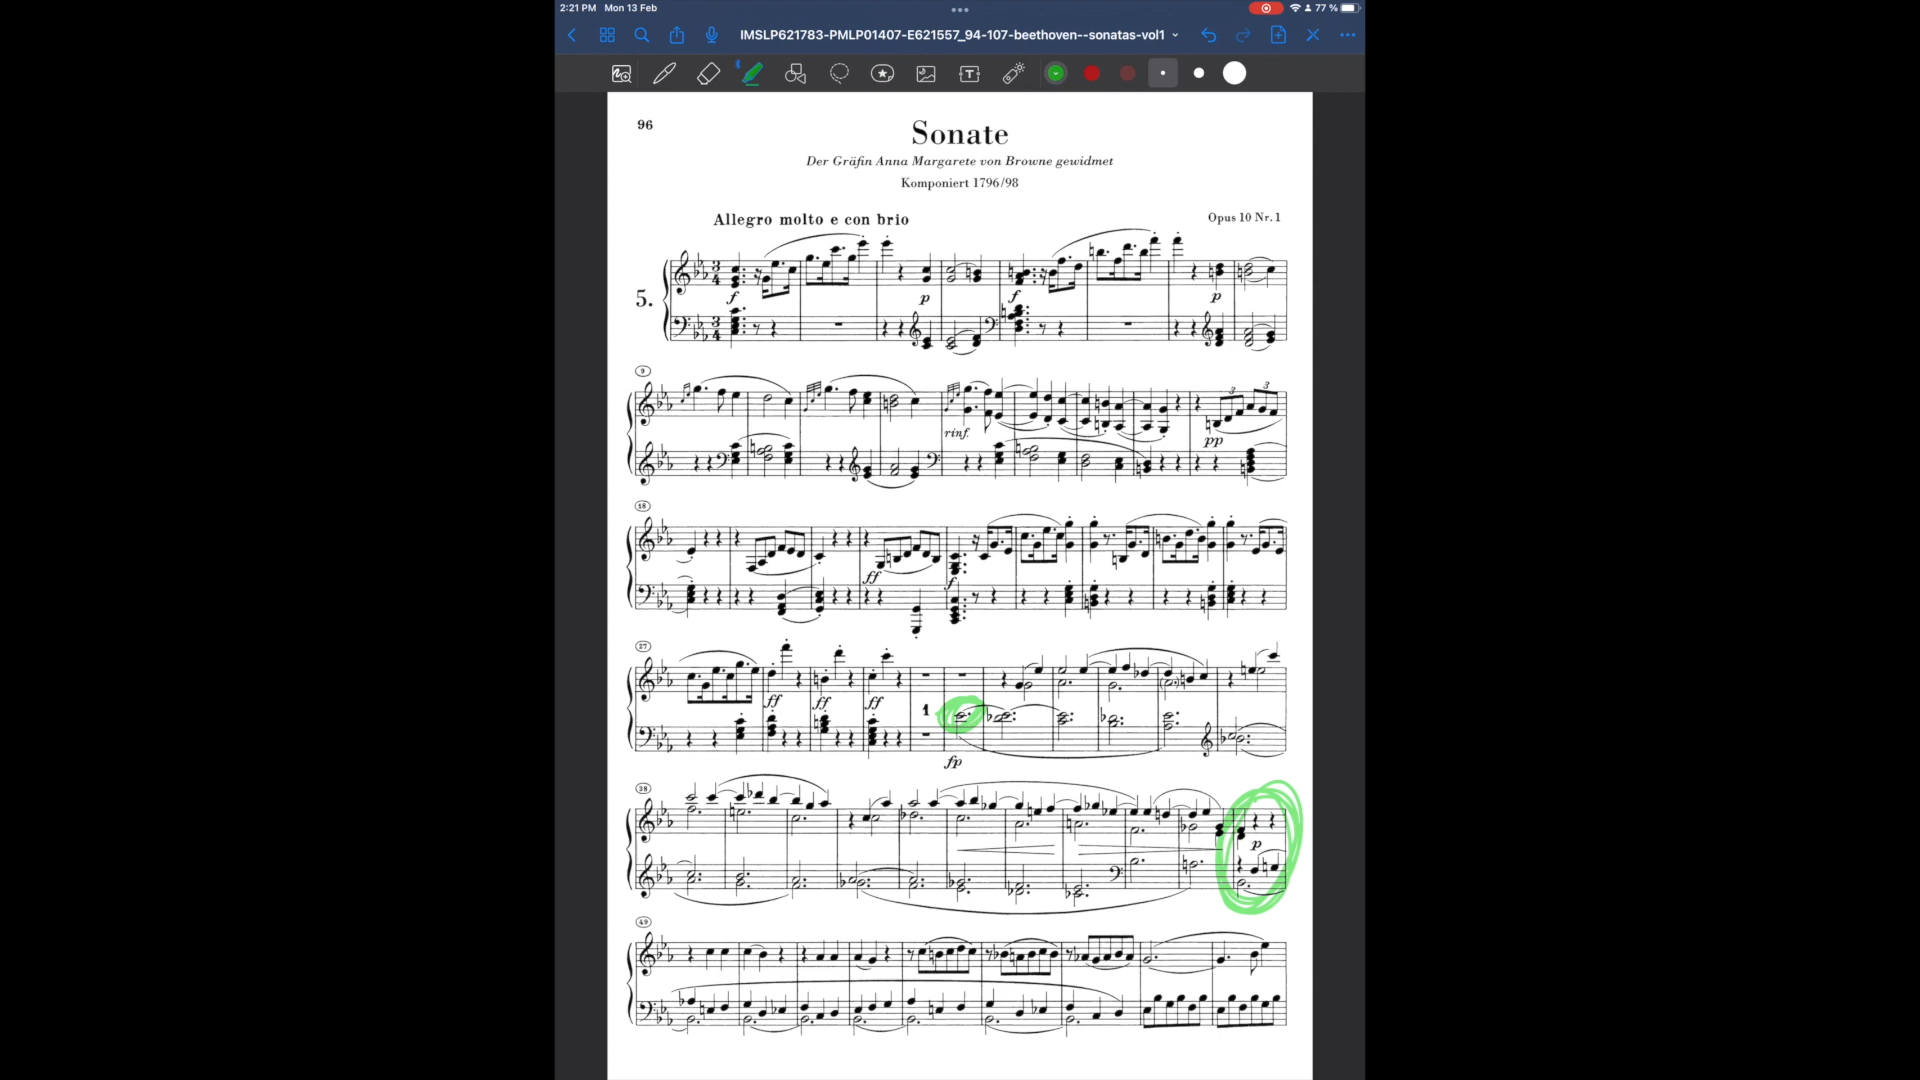 2:21 PM Mon 13 Feb 77 %
IMSLP621783-PMLP01407-E621557_94-107-beethoven--sonatas-vol1
96
Sonate
Der Gräfin Anna Margarete von Browne gewidmet
Komponiert 1796/98
Allegro molto e con brio
Opus 10 Nr. 1
5.
f p f p
9
3 3
rinf. pp
18
ff f
27
ff ff ff
1
fp
38
p
49